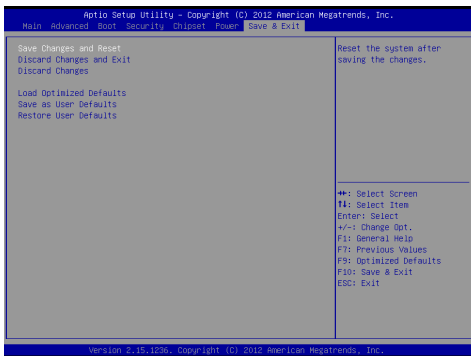 Aptio Setup Utility – Copyright (C) 2012 American Megatrends, Inc.
Main Advanced Boot Security Chipset Power Save & Exit
Save Changes and Reset
Discard Changes and Exit
Discard Changes
Load Optimized Defaults
Save as User Defaults
Restore User Defaults
Reset the system after
saving the changes.
→←: Select Screen
↑↓: Select Item
Enter: Select
+/-: Change Opt.
F1: General Help
F7: Previous Values
F9: Optimized Defaults
F10: Save & Exit
ESC: Exit
Version 2.15.1236. Copyright (C) 2012 American Megatrends, Inc.